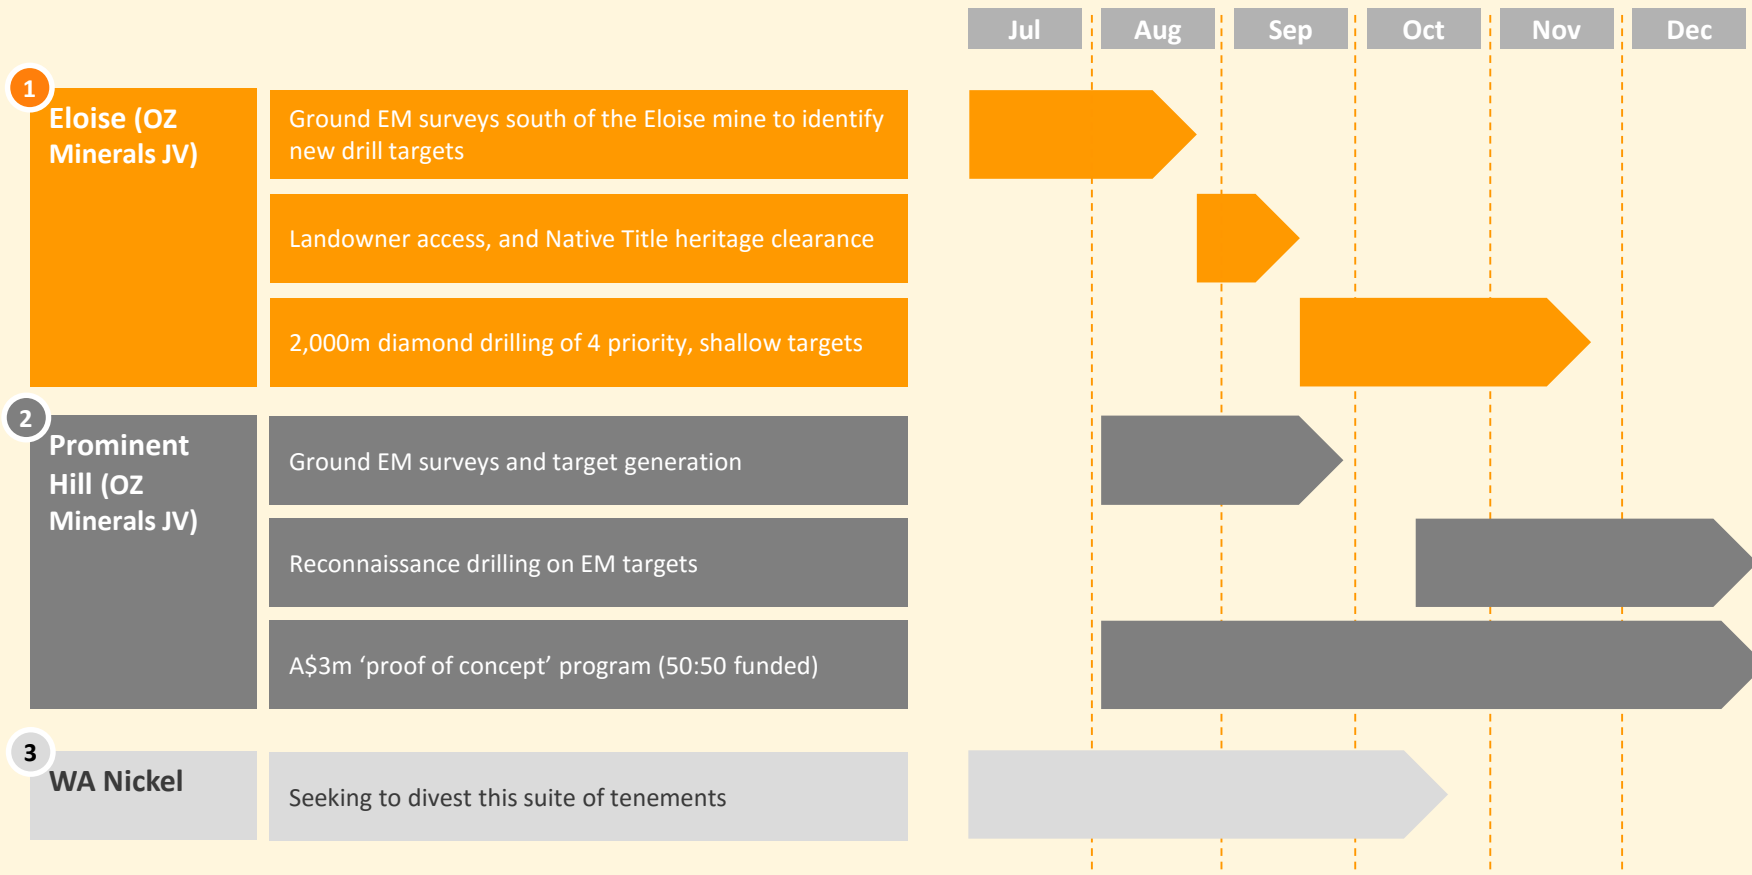 Jul Aug Sep Oct Nov Dec
1
Eloise (OZ
Minerals JV)
Ground EM surveys south of the Eloise mine to identify
new drill targets
Landowner access, and Native Title heritage clearance
2,000m diamond drilling of 4 priority, shallow targets
2
Prominent
Hill (OZ
Minerals JV)
Ground EM surveys and target generation
Reconnaissance drilling on EM targets
A$3m ‘proof of concept’ program (50:50 funded)
3
WA Nickel
Seeking to divest this suite of tenements